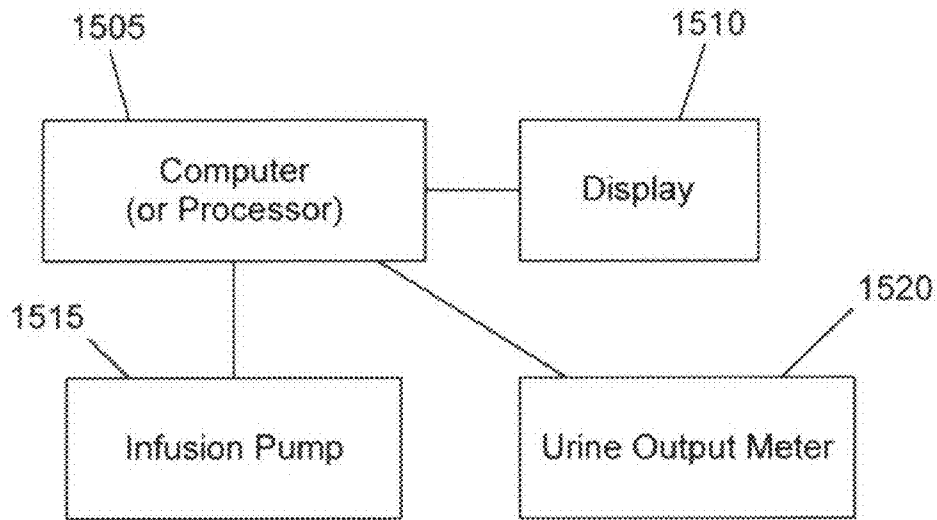 1505
1510
Computer
(or Processor)
Display
1515
1520
Infusion Pump
Urine Output Meter